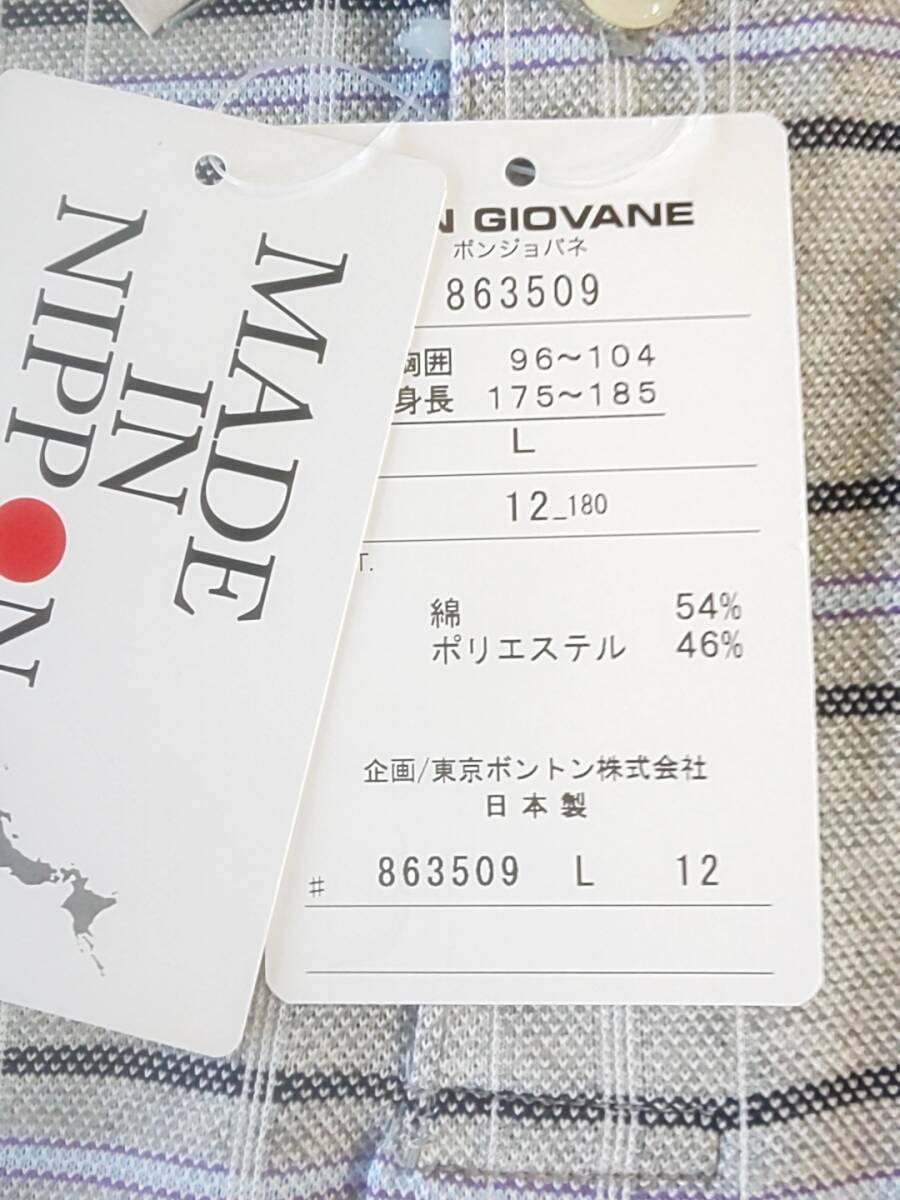 MADE
IN
NIPP●N
N GIOVANE
ボンジョバネ
863509
胸囲 96〜104
身長 175〜185
L
12_180
T.
綿 54%
ポリエステル 46%
企画/東京ボントン株式会社
日本製
# 863509 L 12